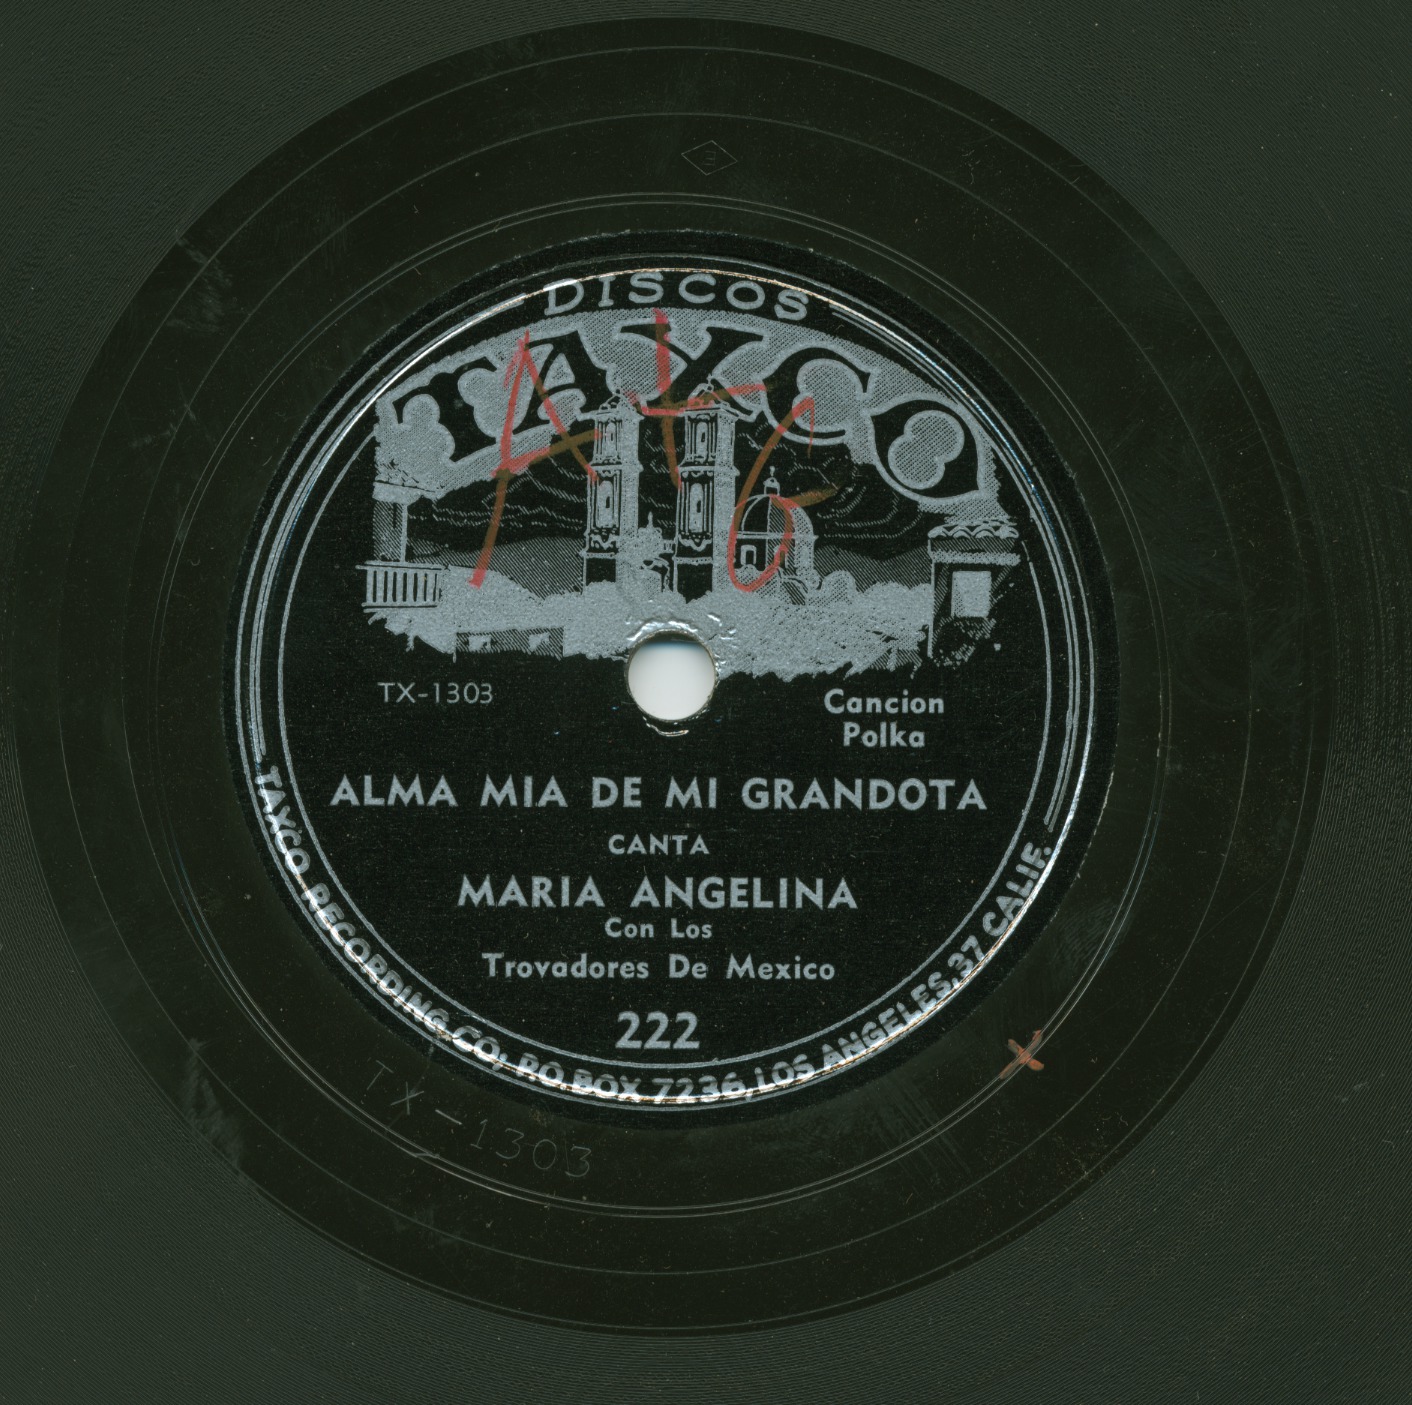 DISCOS
TAXCO
TX-1303
Cancion
Polka
ALMA MIA DE MI GRANDOTA
CANTA
MARIA ANGELINA
Con Los
Trovadores De Mexico
222
TAXCO RECORDING CO., P.O. BOX 7236, LOS ANGELES, 37 CALIF.
TX-1303